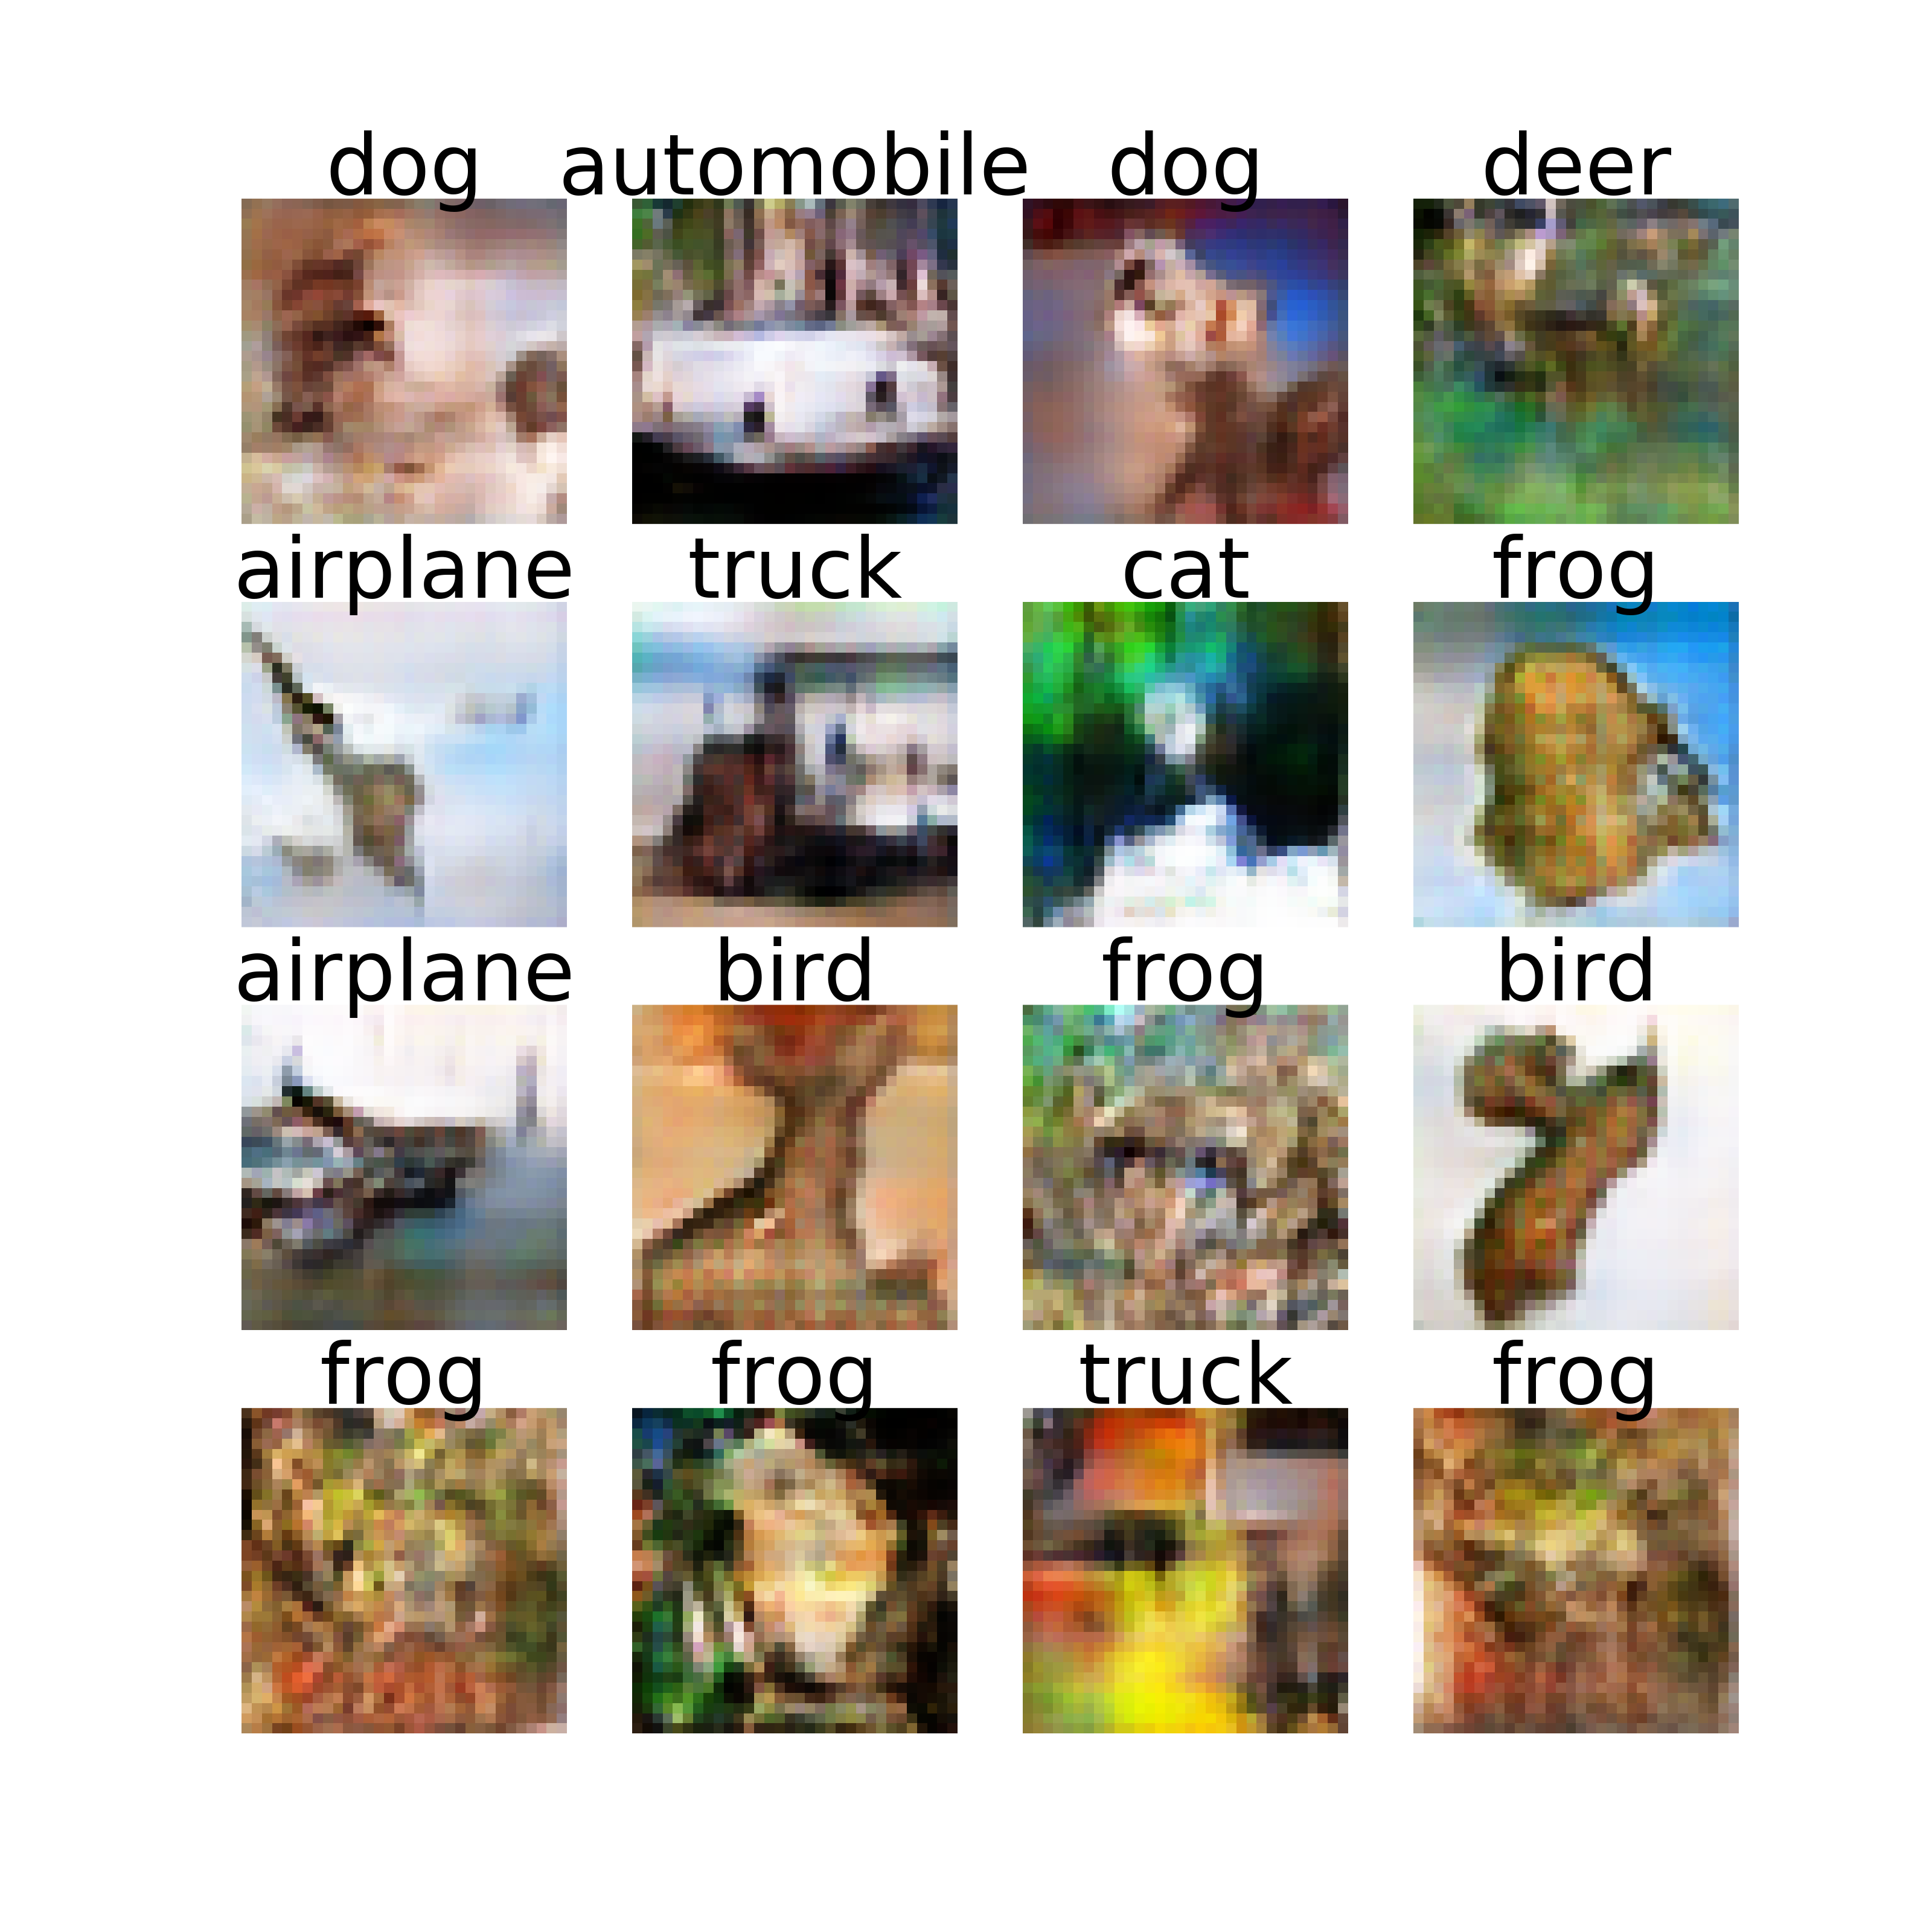 dog automobile dog deer
airplane truck cat frog
airplane bird frog bird
frog frog truck frog